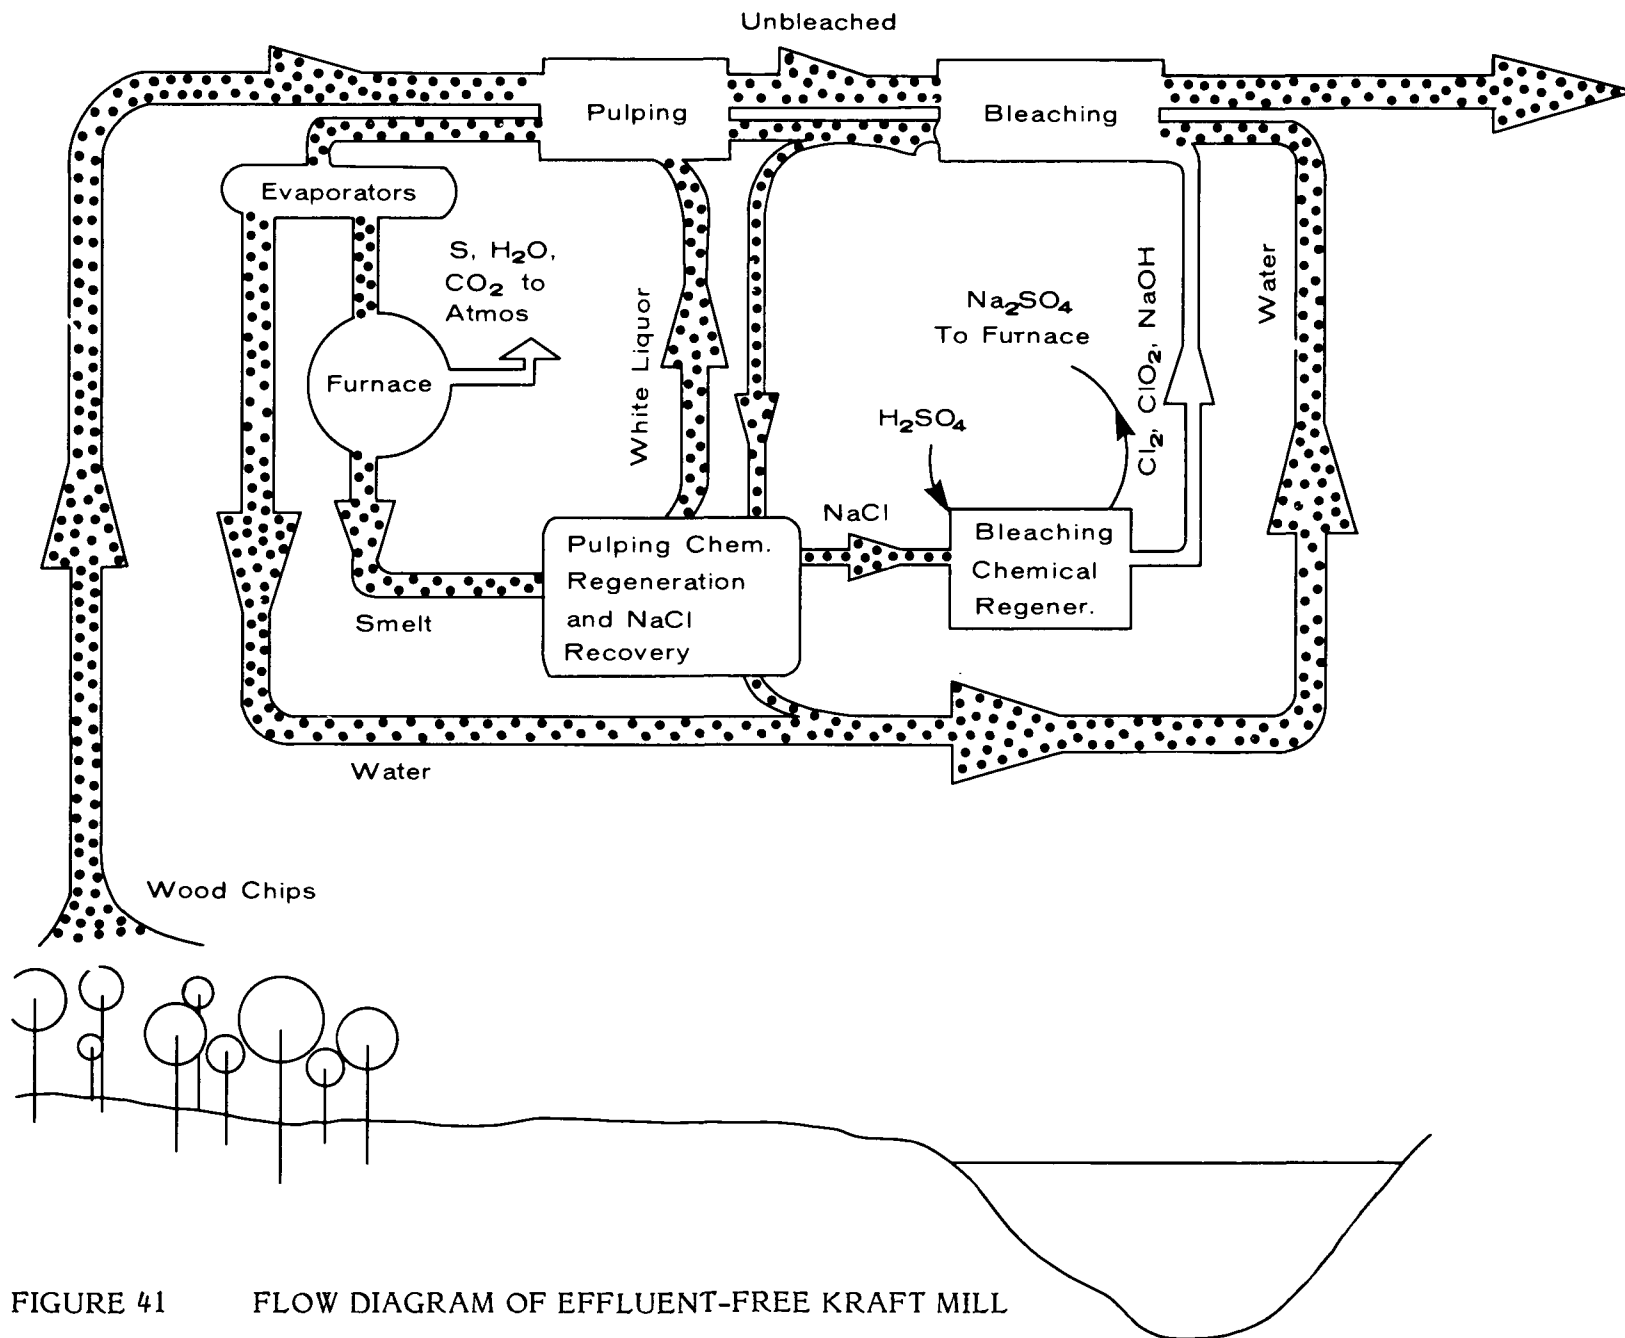 Unbleached
Pulping
Bleaching
Evaporators
S, H₂O,
CO₂ to
Atmos
Furnace
White Liquor
Na₂SO₄
To Furnace
H₂SO₄
Cl₂, ClO₂, NaOH
Water
NaCl
Pulping Chem.
Regeneration
and NaCl
Recovery
Bleaching
Chemical
Regener.
Smelt
Water
Wood Chips
FIGURE 41 FLOW DIAGRAM OF EFFLUENT-FREE KRAFT MILL